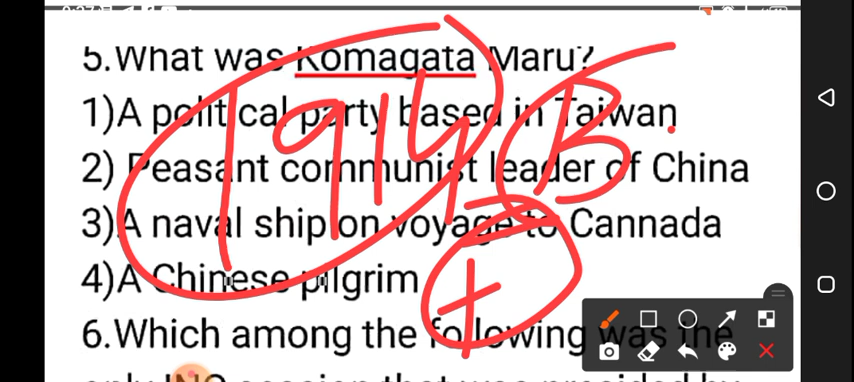 5.What was Komagata Maru?
1)A political party based in Taiwan
2) Peasant communist leader of China
3)A naval ship on voyage to Cannada
4)A Chinese pilgrim
1914
B
6.Which among the following was the